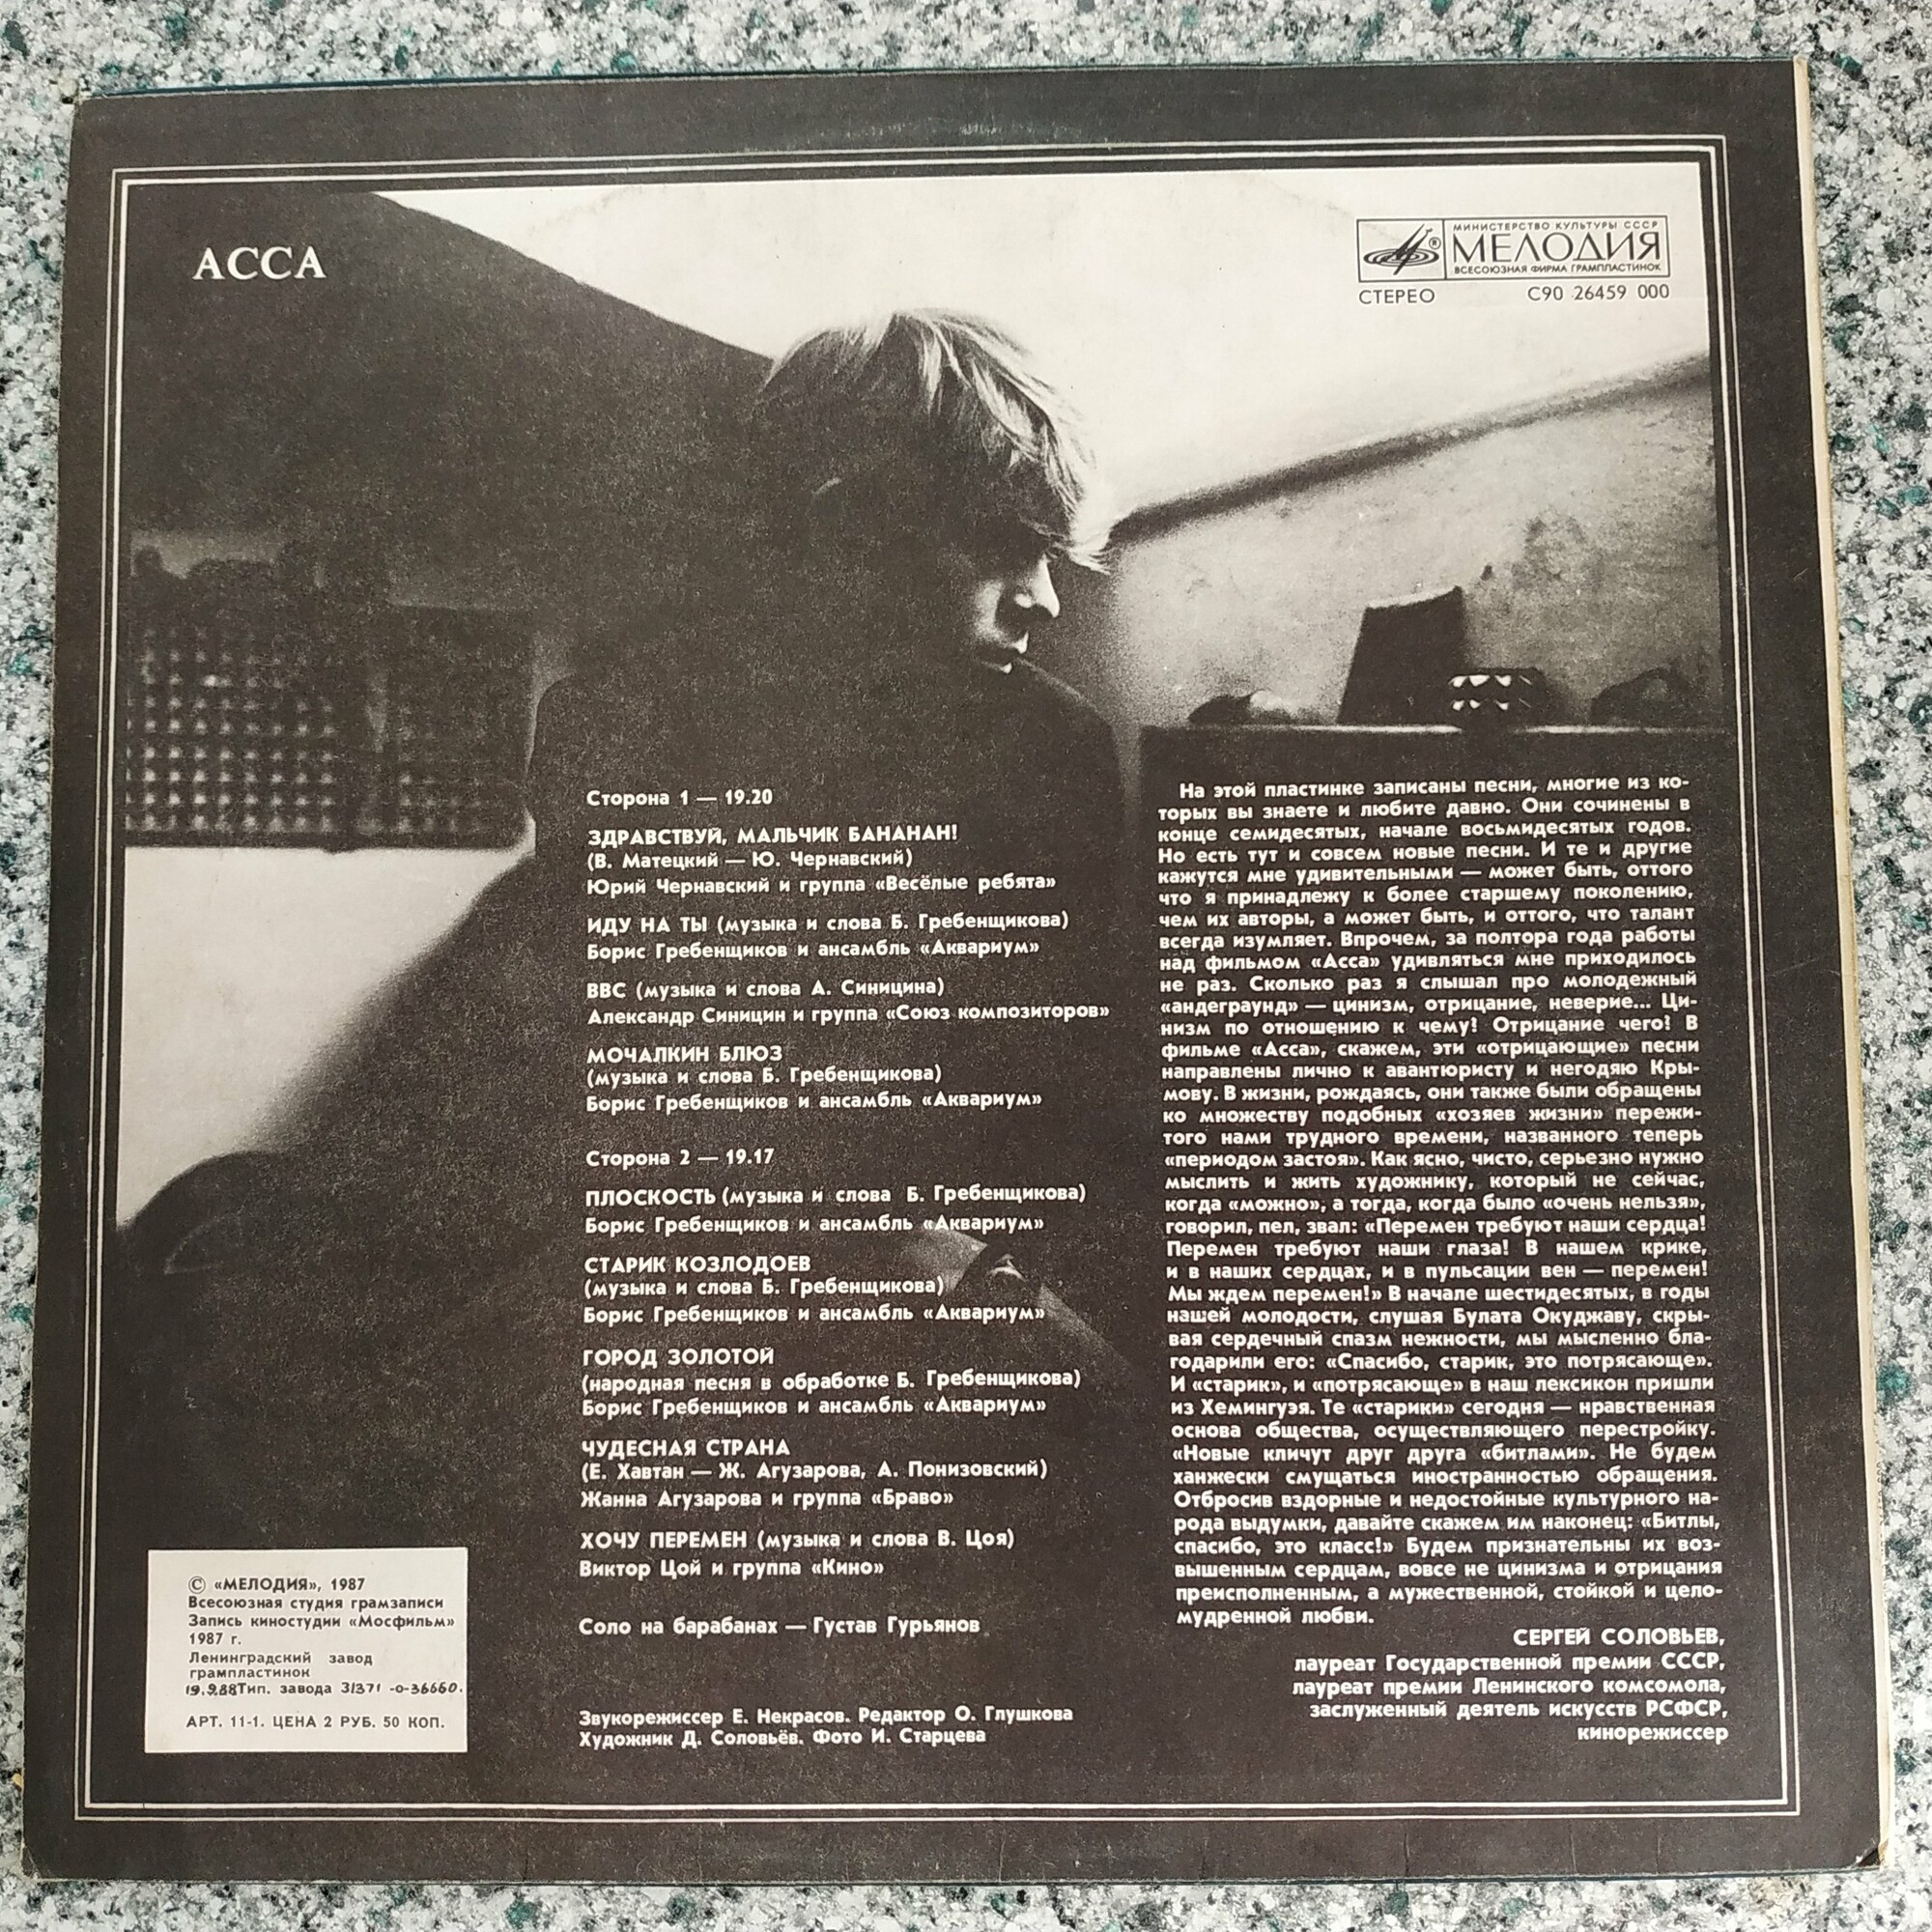 АССА
МИНИСТЕРСТВО КУЛЬТУРЫ СССР
МЕЛОДИЯ
ВСЕСОЮЗНАЯ ФИРМА ГРАМПЛАСТИНОК
СТЕРЕО С90 26459 000
Сторона 1 — 19.20
ЗДРАВСТВУЙ, МАЛЬЧИК БАНАНАН!
(В. Матецкий — Ю. Чернавский)
Юрий Чернавский и группа «Весёлые ребята»
ИДУ НА ТЫ (музыка и слова Б. Гребенщикова)
Борис Гребенщиков и ансамбль «Аквариум»
ВВС (музыка и слова А. Синицина)
Александр Синицин и группа «Союз композиторов»
МОЧАЛКИН БЛЮЗ
(музыка и слова Б. Гребенщикова)
Борис Гребенщиков и ансамбль «Аквариум»
Сторона 2 — 19.17
ПЛОСКОСТЬ (музыка и слова Б. Гребенщикова)
Борис Гребенщиков и ансамбль «Аквариум»
СТАРИК КОЗЛОДОЕВ
(музыка и слова Б. Гребенщикова)
Борис Гребенщиков и ансамбль «Аквариум»
ГОРОД ЗОЛОТОЙ
(народная песня в обработке Б. Гребенщикова)
Борис Гребенщиков и ансамбль «Аквариум»
ЧУДЕСНАЯ СТРАНА
(Е. Хавтан — Ж. Агузарова, А. Понизовский)
Жанна Агузарова и группа «Браво»
ХОЧУ ПЕРЕМЕН (музыка и слова В. Цоя)
Виктор Цой и группа «Кино»
Соло на барабанах — Густав Гурьянов
Звукорежиссер Е. Некрасов. Редактор О. Глушкова
Художник Д. Соловьёв. Фото И. Старцева
На этой пластинке записаны песни, многие из ко-
торых вы знаете и любите давно. Они сочинены в
конце семидесятых, начале восьмидесятых годов.
Но есть тут и совсем новые песни. И те и другие
кажутся мне удивительными — может быть, оттого
что я принадлежу к более старшему поколению,
чем их авторы, а может быть, и оттого, что талант
всегда изумляет. Впрочем, за полтора года работы
над фильмом «Асса» удивляться мне приходилось
не раз. Сколько раз я слышал про молодежный
«андеграунд» — цинизм, отрицание, неверие... Ци-
низм по отношению к чему! Отрицание чего! В
фильме «Асса», скажем, эти «отрицающие» песни
направлены лично к авантюристу и негодяю Кры-
мову. В жизни, рождаясь, они также были обращены
ко множеству подобных «хозяев жизни» пережи-
того нами трудного времени, названного теперь
«периодом застоя». Как ясно, чисто, серьезно нужно
мыслить и жить художнику, который не сейчас,
когда «можно», а тогда, когда было «очень нельзя»,
говорил, пел, звал: «Перемен требуют наши сердца!
Перемен требуют наши глаза! В нашем крике,
и в наших сердцах, и в пульсации вен — перемен!
Мы ждем перемен!» В начале шестидесятых, в годы
нашей молодости, слушая Булата Окуджаву, скры-
вая сердечный спазм нежности, мы мысленно бла-
годарили его: «Спасибо, старик, это потрясающе».
И «старик», и «потрясающе» в наш лексикон пришли
из Хемингуэя. Те «старики» сегодня — нравственная
основа общества, осуществляющего перестройку.
«Новые кличут друг друга «битлами». Не будем
ханжески смущаться иностранностью обращения.
Отбросив вздорные и недостойные культурного на-
рода выдумки, давайте скажем им наконец: «Битлы,
спасибо, это класс!» Будем признательны их воз-
вышенным сердцам, вовсе не цинизма и отрицания
преисполненным, а мужественной, стойкой и цело-
мудренной любви.
СЕРГЕЙ СОЛОВЬЕВ,
лауреат Государственной премии СССР,
лауреат премии Ленинского комсомола,
заслуженный деятель искусств РСФСР,
кинорежиссер
© «МЕЛОДИЯ», 1987
Всесоюзная студия грамзаписи
Запись киностудии «Мосфильм»
1987 г.
Ленинградский завод
грампластинок
19.9.88 Тип. завода 31371 -о-36660.
АРТ. 11-1. ЦЕНА 2 РУБ. 50 КОП.